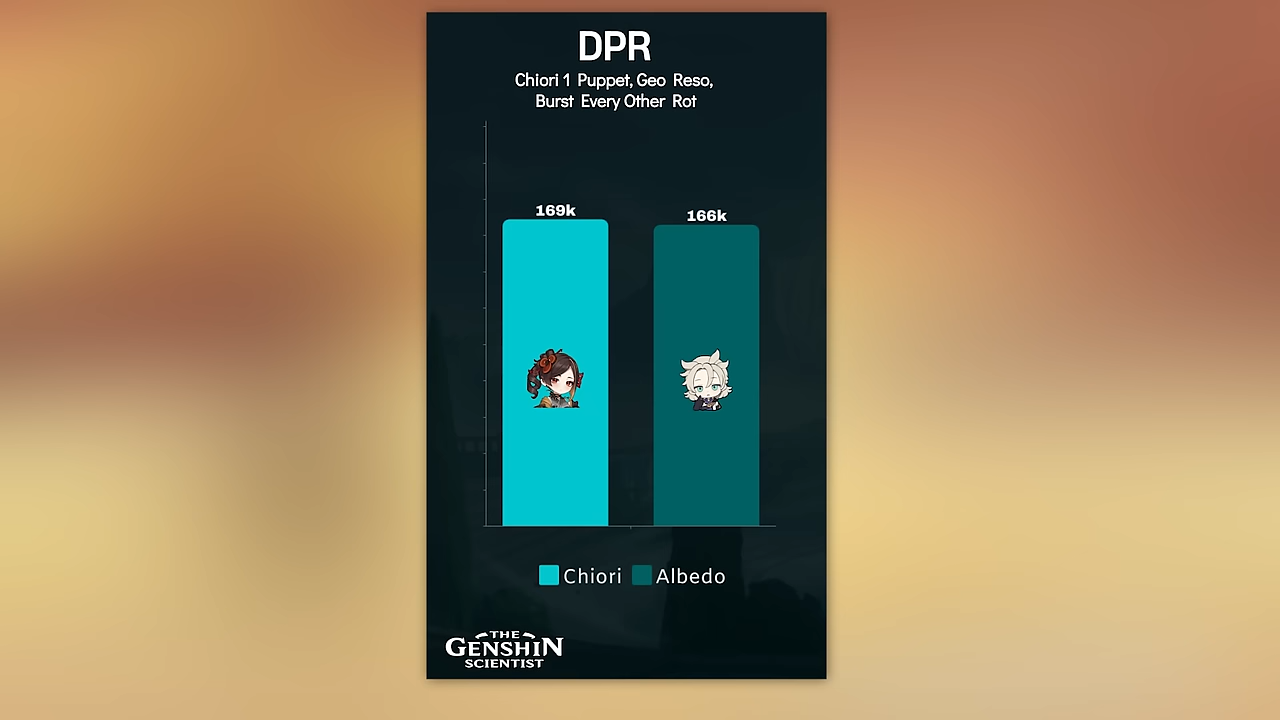 DPR
Chiori 1 Puppet, Geo Reso,
Burst Every Other Rot
169k
166k
Chiori
Albedo
THE
GENSHIN
SCIENTIST